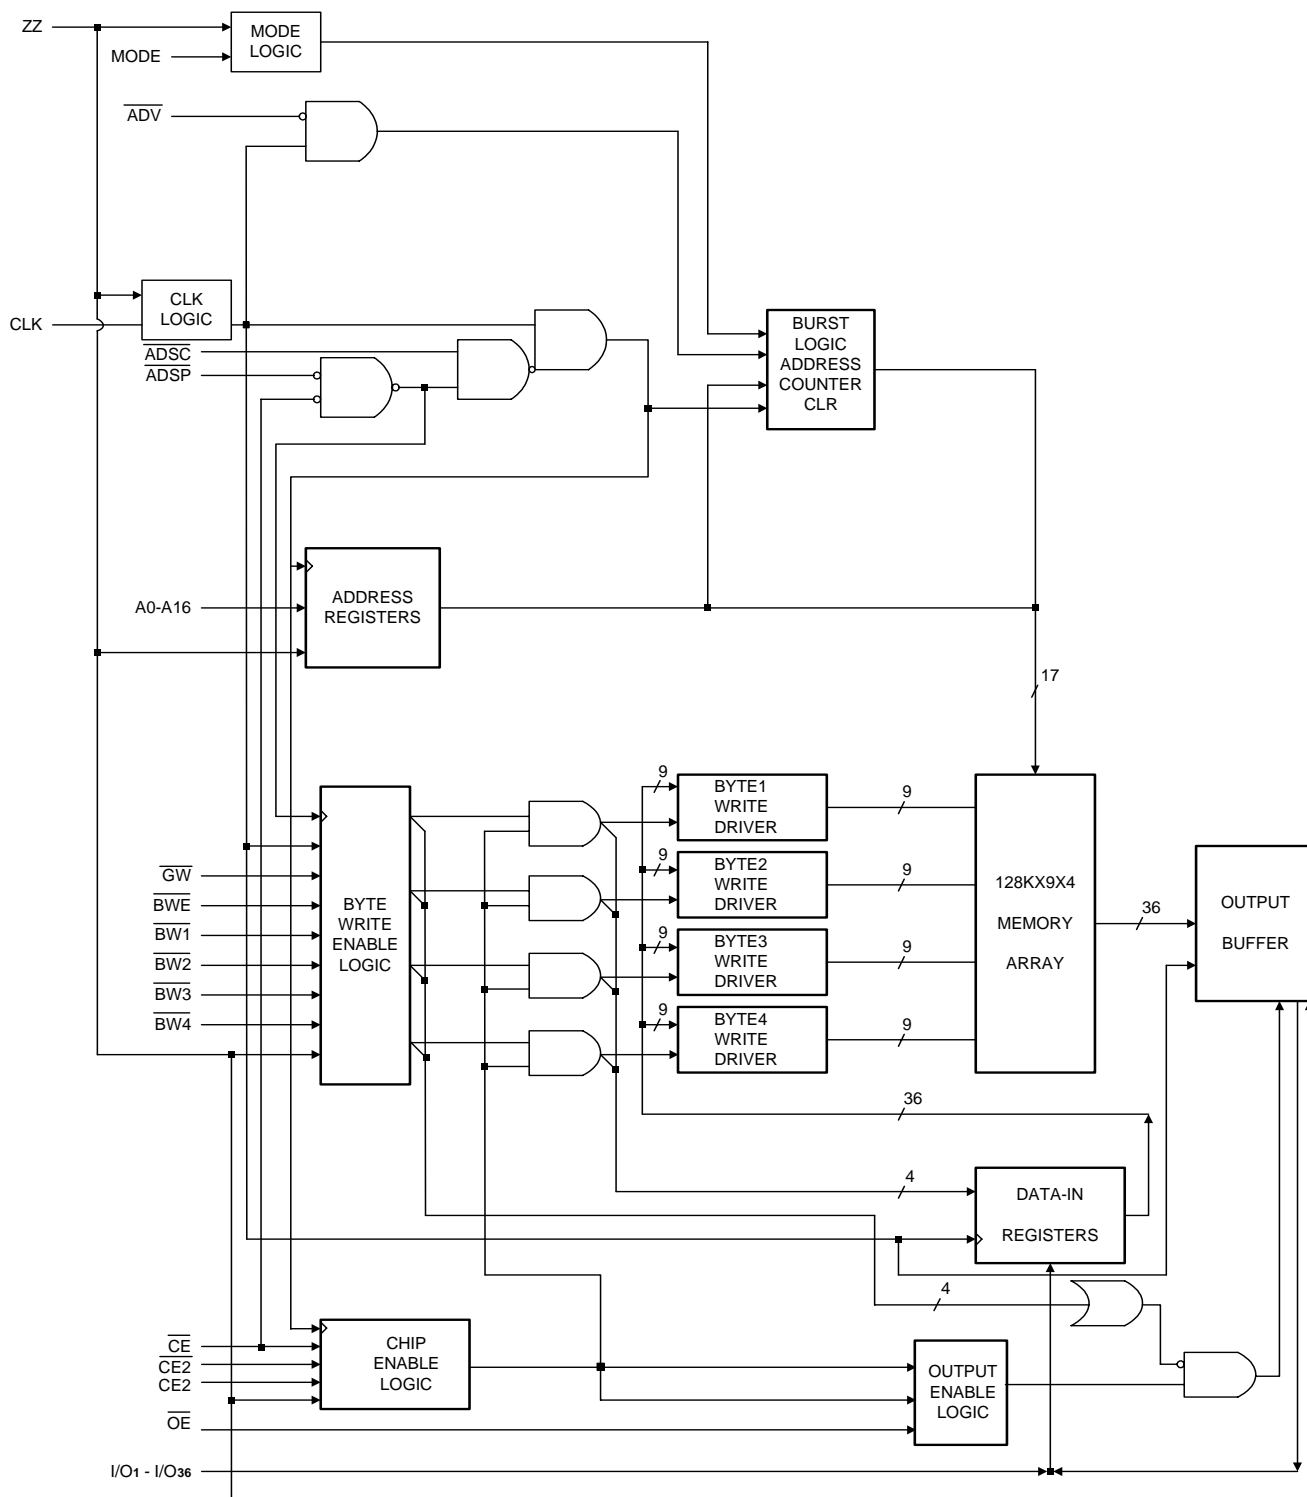 ZZ
MODE
LOGIC
MODE
ADV
CLK
LOGIC
CLK
ADSC
ADSP
BURST
LOGIC
ADDRESS
COUNTER
CLR
ADDRESS
REGISTERS
A0-A16
17
9
BYTE1
WRITE
DRIVER
9
9
BYTE2
WRITE
DRIVER
9
9
BYTE3
WRITE
DRIVER
9
9
BYTE4
WRITE
DRIVER
9
GW
BWE
BW1
BW2
BW3
BW4
BYTE
WRITE
ENABLE
LOGIC
128KX9X4
MEMORY
ARRAY
36
OUTPUT
BUFFER
36
4
DATA-IN
REGISTERS
4
CE
CE2
CE2
CHIP
ENABLE
LOGIC
OUTPUT
ENABLE
LOGIC
OE
I/O1 - I/O36